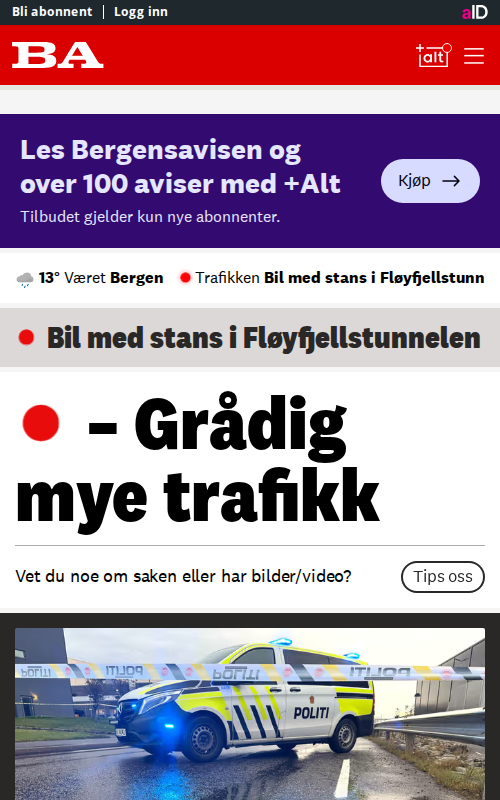 Bli abonnent | Logg inn
aID
BA
+alt
Les Bergensavisen og
over 100 aviser med +Alt
Tilbudet gjelder kun nye abonnenter.
Kjøp →
13° Været Bergen
Trafikken Bil med stans i Fløyfjellstunn
Bil med stans i Fløyfjellstunnelen
– Grådig
mye trafikk
Vet du noe om saken eller har bilder/video?
Tips oss
POLITI POLITI POLITI POLITI
POLITI